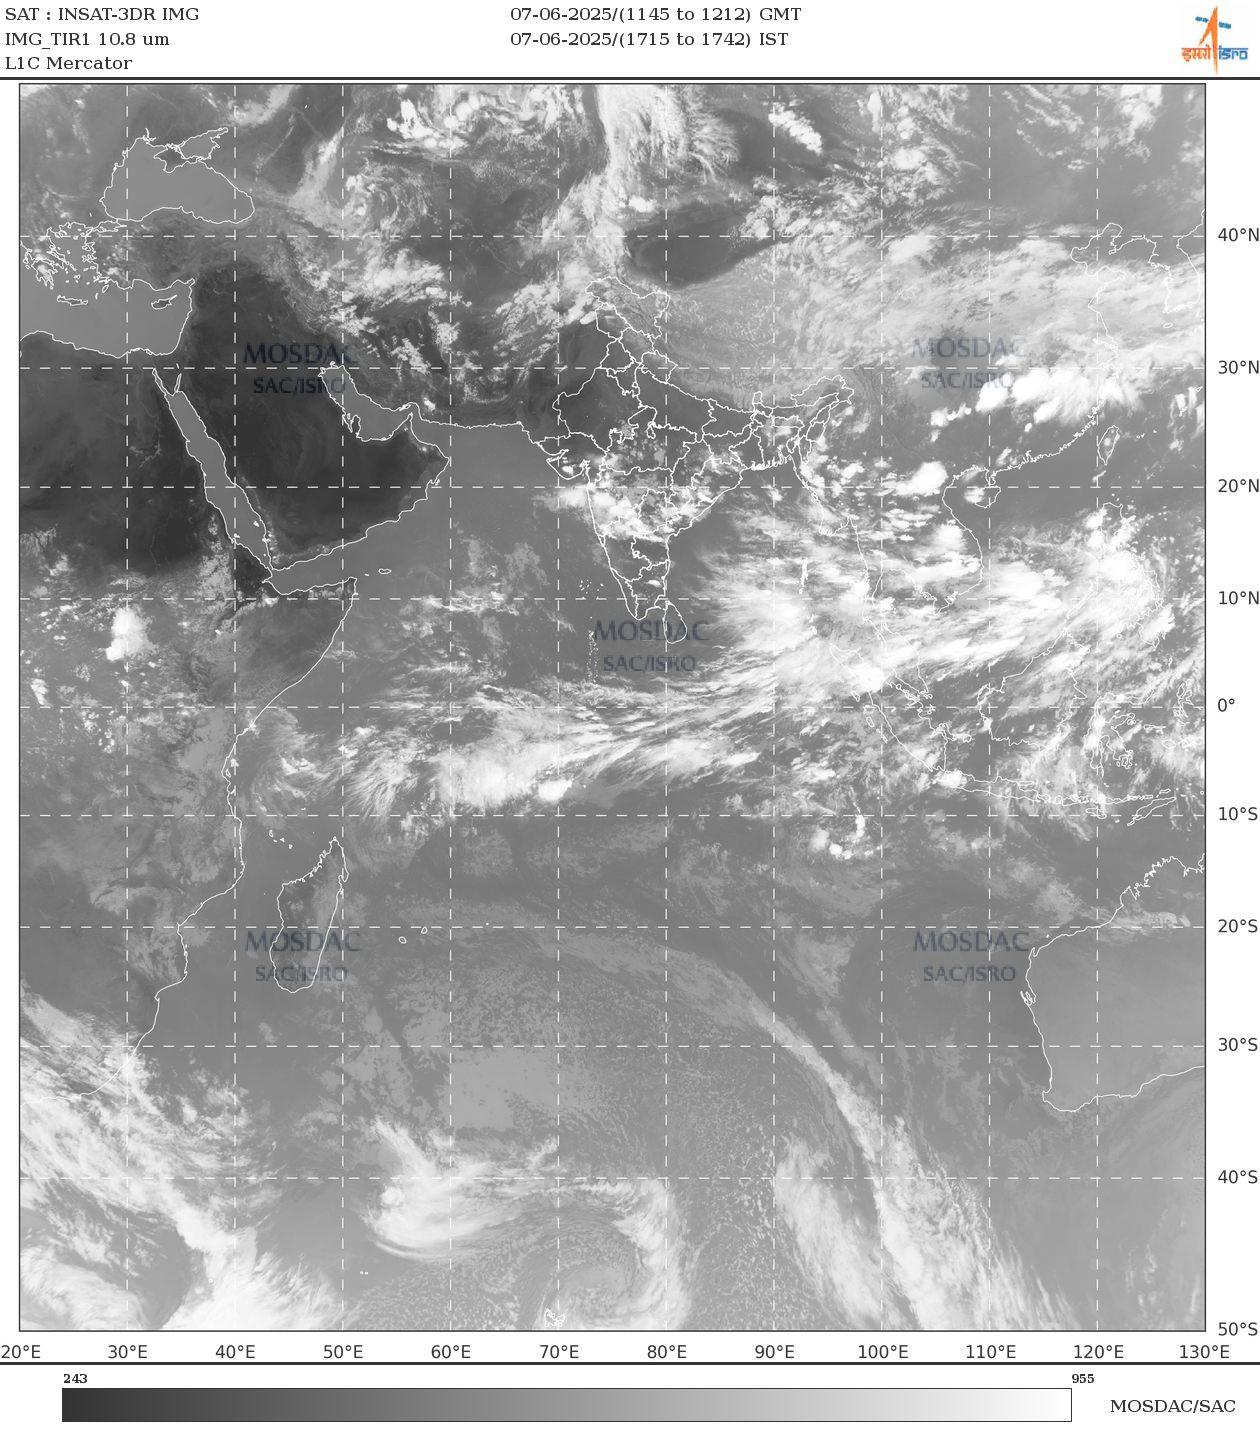 SAT : INSAT-3DR IMG
07-06-2025/(1145 to 1212) GMT
IMG_TIR1 10.8 um
07-06-2025/(1715 to 1742) IST
L1C Mercator
इसरो isro
40°N
MOSDAC
SAC/ISRO
MOSDAC
SAC/ISRO
30°N
20°N
10°N
MOSDAC
SAC/ISRO
0°
10°S
20°S
MOSDAC
SAC/ISRO
MOSDAC
SAC/ISRO
30°S
40°S
50°S
20°E 30°E 40°E 50°E 60°E 70°E 80°E 90°E 100°E 110°E 120°E 130°E
243
955
MOSDAC/SAC